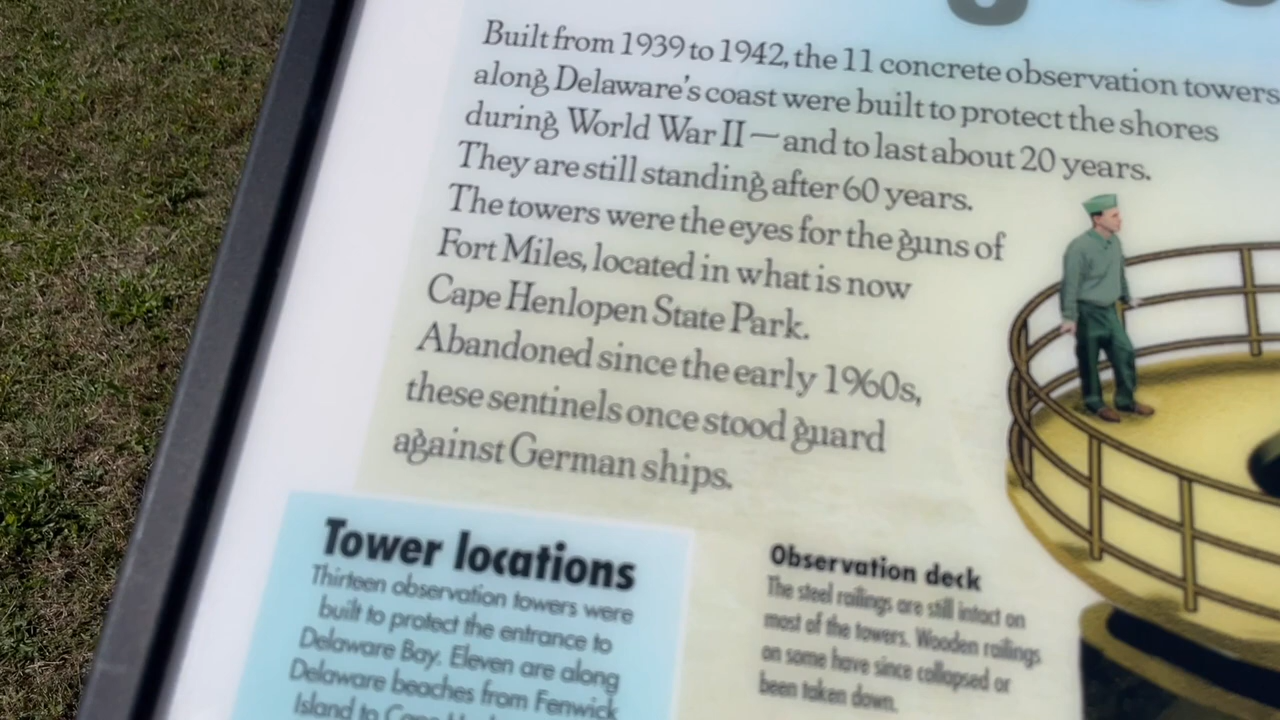 Built from 1939 to 1942, the 11 concrete observation towers
along Delaware's coast were built to protect the shores
during World War II — and to last about 20 years.
They are still standing after 60 years.
The towers were the eyes for the guns of
Fort Miles, located in what is now
Cape Henlopen State Park.
Abandoned since the early 1960s,
these sentinels once stood guard
against German ships.
Tower locations
Thirteen observation towers were
built to protect the entrance to
Delaware Bay. Eleven are along
Delaware beaches from Fenwick
Island to Cape
Observation deck
The steel railings are still intact on
most of the towers. Wooden railings
on some have since collapsed or
been taken down.